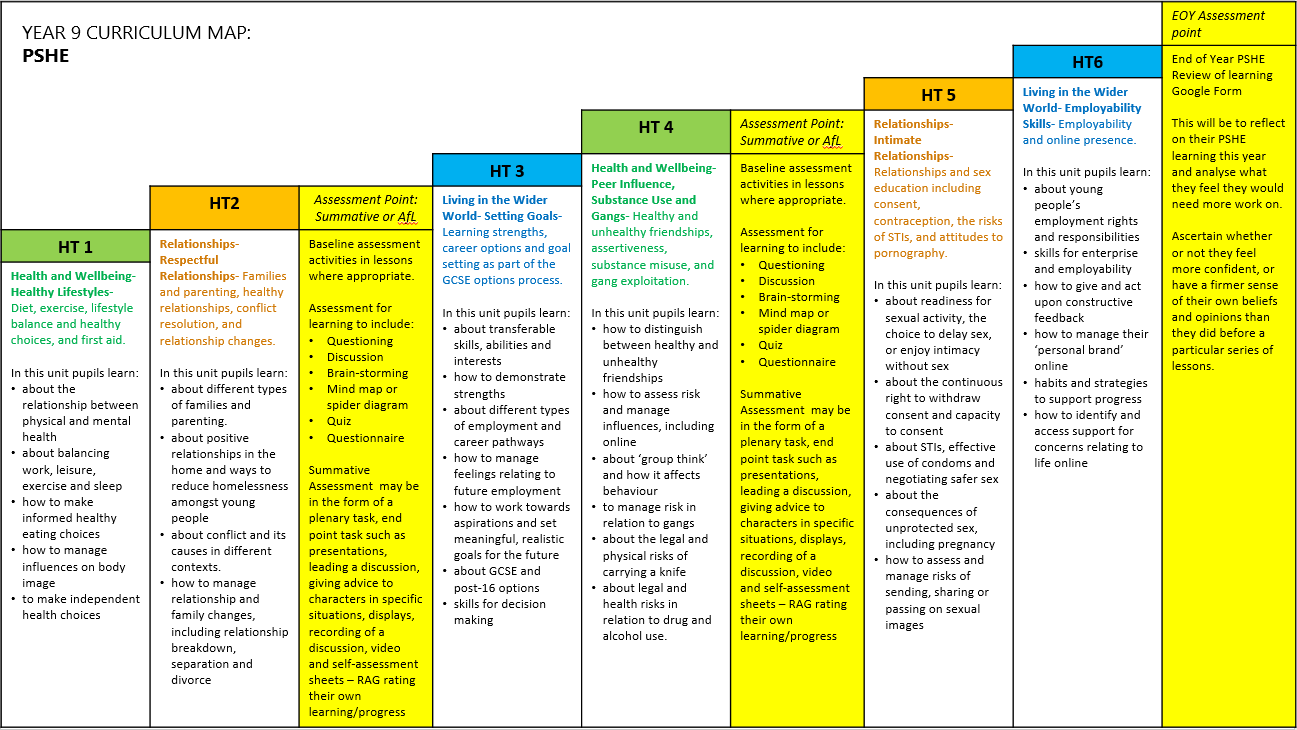 YEAR 9 CURRICULUM MAP:
PSHE
HT 1
Health and Wellbeing-
Healthy Lifestyles-
Diet, exercise, lifestyle
balance and healthy
choices, and first aid.
In this unit pupils learn:
• about the
relationship between
physical and mental
health
• about balancing
work, leisure,
exercise and sleep
• how to make
informed healthy
eating choices
• how to manage
influences on body
image
• to make independent
health choices
HT2
Relationships-
Respectful
Relationships- Families
and parenting, healthy
relationships, conflict
resolution, and
relationship changes.
In this unit pupils learn:
• about different types
of families and
parenting.
• about positive
relationships in the
home and ways to
reduce homelessness
amongst young
people
• about conflict and its
causes in different
contexts.
• how to manage
relationship and
family changes,
including relationship
breakdown,
separation and
divorce
Assessment Point:
Summative or AfL
Baseline assessment
activities in lessons
where appropriate.
Assessment for
learning to include:
• Questioning
• Discussion
• Brain-storming
• Mind map or
spider diagram
• Quiz
• Questionnaire
Summative
Assessment may be
in the form of a
plenary task, end
point task such as
presentations,
leading a discussion,
giving advice to
characters in specific
situations, displays,
recording of a
discussion, video
and self-assessment
sheets – RAG rating
their own
learning/progress
HT 3
Living in the Wider
World- Setting Goals-
Learning strengths,
career options and goal
setting as part of the
GCSE options process.
In this unit pupils learn:
• about transferable
skills, abilities and
interests
• how to demonstrate
strengths
• about different types
of employment and
career pathways
• how to manage
feelings relating to
future employment
• how to work towards
aspirations and set
meaningful, realistic
goals for the future
• about GCSE and
post-16 options
• skills for decision
making
HT 4
Health and Wellbeing-
Peer Influence,
Substance Use and
Gangs- Healthy and
unhealthy friendships,
assertiveness,
substance misuse, and
gang exploitation.
In this unit pupils learn:
• how to distinguish
between healthy and
unhealthy
friendships
• how to assess risk
and manage
influences, including
online
• about ‘group think’
and how it affects
behaviour
• to manage risk in
relation to gangs
• about the legal and
physical risks of
carrying a knife
• about legal and
health risks in
relation to drug and
alcohol use.
Assessment Point:
Summative or AfL
Baseline assessment
activities in lessons
where appropriate.
Assessment for
learning to include:
• Questioning
• Discussion
• Brain-storming
• Mind map or
spider diagram
• Quiz
• Questionnaire
Summative
Assessment may be
in the form of a
plenary task, end
point task such as
presentations,
leading a discussion,
giving advice to
characters in specific
situations, displays,
recording of a
discussion, video
and self-assessment
sheets – RAG rating
their own
learning/progress
HT 5
Relationships-
Intimate
Relationships-
Relationships and sex
education including
consent,
contraception, the risks
of STIs, and attitudes to
pornography.
In this unit pupils learn:
• about readiness for
sexual activity, the
choice to delay sex,
or enjoy intimacy
without sex
• about the continuous
right to withdraw
consent and capacity
to consent
• about STIs, effective
use of condoms and
negotiating safer sex
• about the
consequences of
unprotected sex,
including pregnancy
• how to assess and
manage risks of
sending, sharing or
passing on sexual
images
HT6
Living in the Wider
World- Employability
Skills- Employability
and online presence.
In this unit pupils learn:
• about young
people’s
employment rights
and responsibilities
• skills for enterprise
and employability
• how to give and act
upon constructive
feedback
• how to manage their
‘personal brand’
online
• habits and strategies
to support progress
• how to identify and
access support for
concerns relating to
life online
EOY Assessment
point
End of Year PSHE
Review of learning
Google Form
This will be to reflect
on their PSHE
learning this year
and analyse what
they feel they would
need more work on.
Ascertain whether
or not they feel
more confident, or
have a firmer sense
of their own beliefs
and opinions than
they did before a
particular series of
lessons.